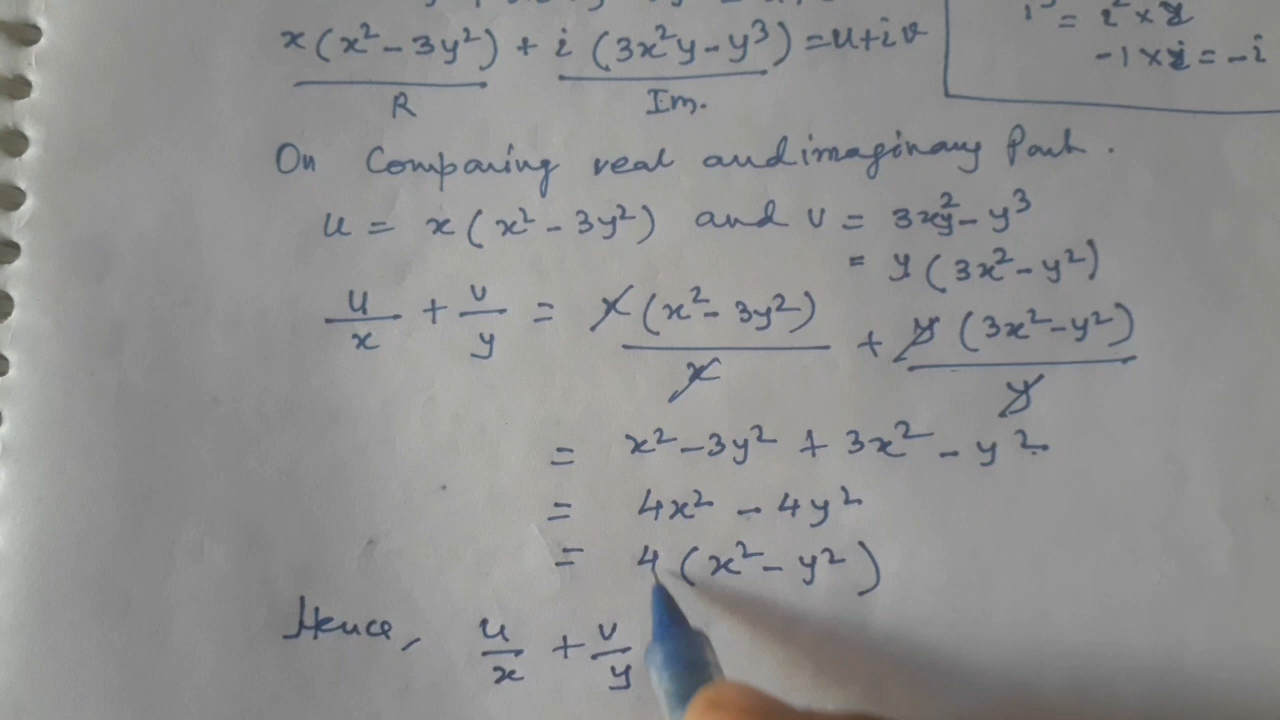 x(x² - 3y²) + i (3x²y - y³) = u+iv
R Im.
i³ = i² × i
-1 × i = -i
On Comparing real and imaginary Part.
u = x(x² - 3y²) and v = 3x²y - y³
= y(3x² - y²)
u/x + v/y = x(x² - 3y²)/x + y(3x² - y²)/y
= x² - 3y² + 3x² - y²
= 4x² - 4y²
= 4(x² - y²)
Hence, u/x + v/y